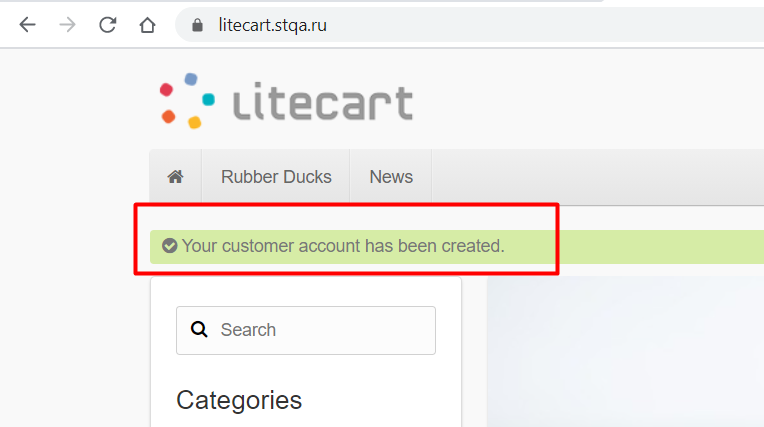 litecart.stqa.ru
litecart
Rubber Ducks News
Your customer account has been created.
Search
Categories